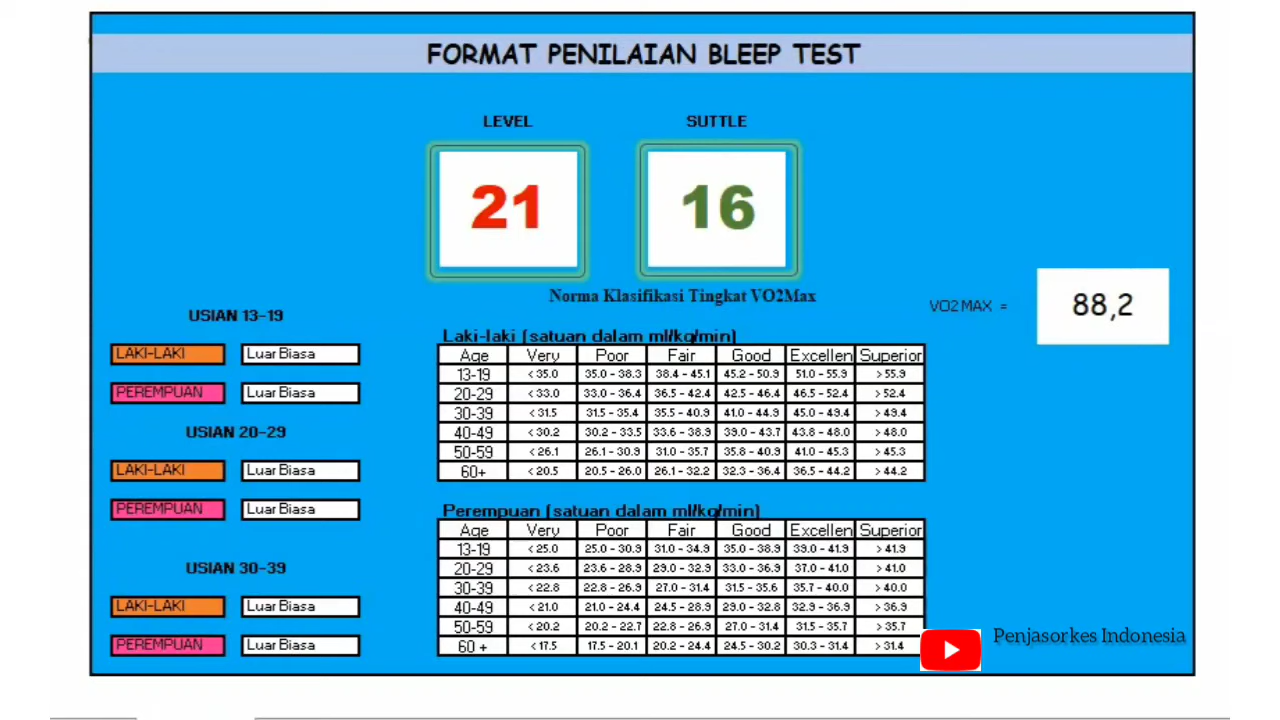 FORMAT PENILAIAN BLEEP TEST
LEVEL SUTTLE
21 16
Norma Klasifikasi Tingkat VO2Max
VO2MAX = 88,2
USIAN 13-19
LAKI-LAKI Luar Biasa
PEREMPUAN Luar Biasa
USIAN 20-29
LAKI-LAKI Luar Biasa
PEREMPUAN Luar Biasa
USIAN 30-39
LAKI-LAKI Luar Biasa
PEREMPUAN Luar Biasa
Laki-laki (satuan dalam ml/kg/min)
Age Very Poor Fair Good Excellen Superior
13-19 < 35.0 35.0 - 38.3 38.4 - 45.1 45.2 - 50.9 51.0 - 55.9 > 55.9
20-29 < 33.0 33.0 - 36.4 36.5 - 42.4 42.5 - 46.4 46.5 - 52.4 > 52.4
30-39 < 31.5 31.5 - 35.4 35.5 - 40.9 41.0 - 44.9 45.0 - 49.4 > 49.4
40-49 < 30.2 30.2 - 33.5 33.6 - 38.9 39.0 - 43.7 43.8 - 48.0 > 48.0
50-59 < 26.1 26.1 - 30.9 31.0 - 35.7 35.8 - 40.9 41.0 - 45.3 > 45.3
60+ < 20.5 20.5 - 26.0 26.1 - 32.2 32.3 - 36.4 36.5 - 44.2 > 44.2
Perempuan (satuan dalam ml/kg/min)
Age Very Poor Fair Good Excellen Superior
13-19 < 25.0 25.0 - 30.9 31.0 - 34.9 35.0 - 38.9 39.0 - 41.9 > 41.9
20-29 < 23.6 23.6 - 28.9 29.0 - 32.9 33.0 - 36.9 37.0 - 41.0 > 41.0
30-39 < 22.8 22.8 - 26.9 27.0 - 31.4 31.5 - 35.6 35.7 - 40.0 > 40.0
40-49 < 21.0 21.0 - 24.4 24.5 - 28.9 29.0 - 32.8 32.9 - 36.9 > 36.9
50-59 < 20.2 20.2 - 22.7 22.8 - 26.9 27.0 - 31.4 31.5 - 35.7 > 35.7
60 + < 17.5 17.5 - 20.1 20.2 - 24.4 24.5 - 30.2 30.3 - 31.4 > 31.4
Penjasorkes Indonesia